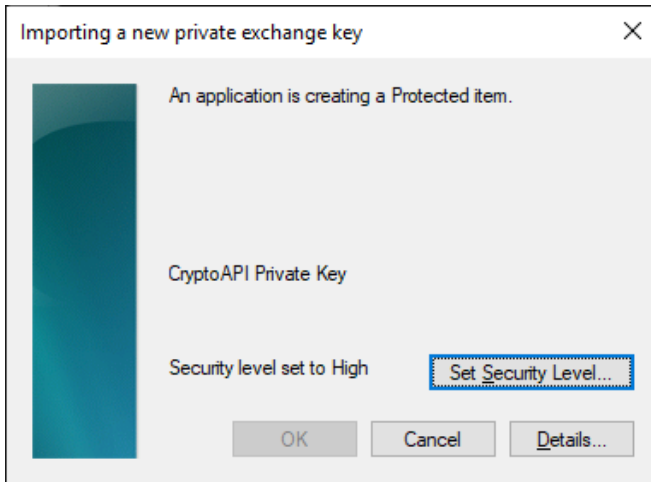 Importing a new private exchange key
An application is creating a Protected item.
CryptoAPI Private Key
Security level set to High
Set Security Level...
OK
Cancel
Details...